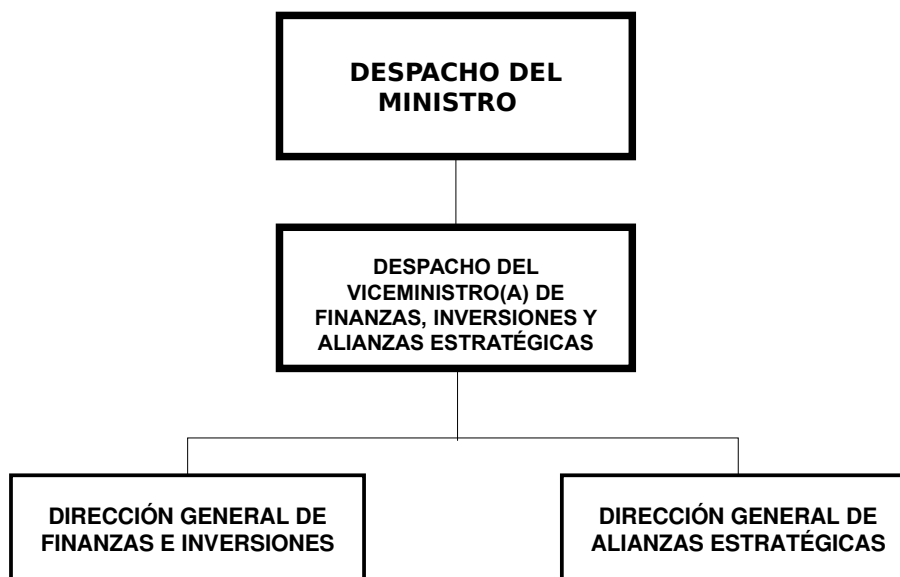 DESPACHO DEL
MINISTRO
DESPACHO DEL
VICEMINISTRO(A) DE
FINANZAS, INVERSIONES Y
ALIANZAS ESTRATÉGICAS
DIRECCIÓN GENERAL DE
FINANZAS E INVERSIONES
DIRECCIÓN GENERAL DE
ALIANZAS ESTRATÉGICAS